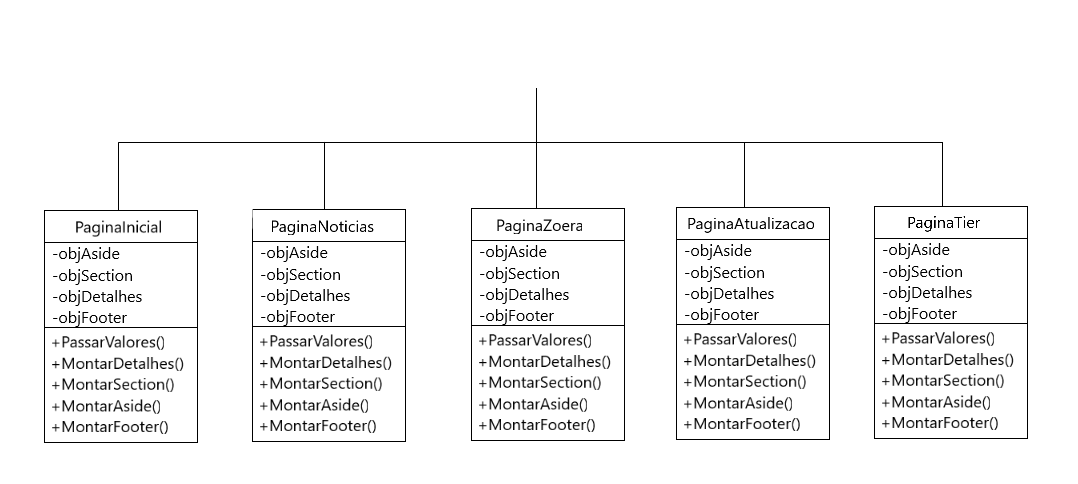 PaginaInicial
-objAside
-objSection
-objDetalhes
-objFooter
+PassarValores()
+MontarDetalhes()
+MontarSection()
+MontarAside()
+MontarFooter()
PaginaNoticias
-objAside
-objSection
-objDetalhes
-objFooter
+PassarValores()
+MontarDetalhes()
+MontarSection()
+MontarAside()
+MontarFooter()
PaginaZoera
-objAside
-objSection
-objDetalhes
-objFooter
+PassarValores()
+MontarDetalhes()
+MontarSection()
+MontarAside()
+MontarFooter()
PaginaAtualizacao
-objAside
-objSection
-objDetalhes
-objFooter
+PassarValores()
+MontarDetalhes()
+MontarSection()
+MontarAside()
+MontarFooter()
PaginaTier
-objAside
-objSection
-objDetalhes
-objFooter
+PassarValores()
+MontarDetalhes()
+MontarSection()
+MontarAside()
+MontarFooter()